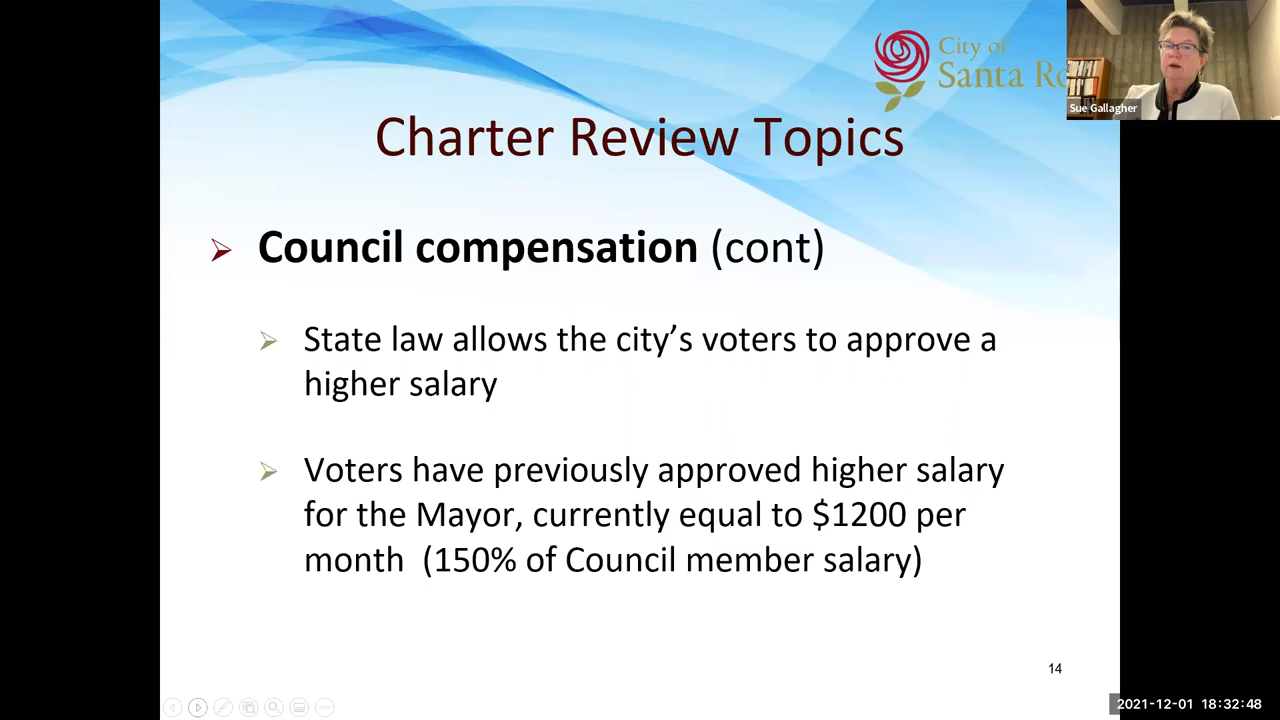 City of
Santa Ro
Sue Gallagher
Charter Review Topics
Council compensation (cont)
State law allows the city’s voters to approve a
higher salary
Voters have previously approved higher salary
for the Mayor, currently equal to $1200 per
month (150% of Council member salary)
14
2021-12-01 18:32:48